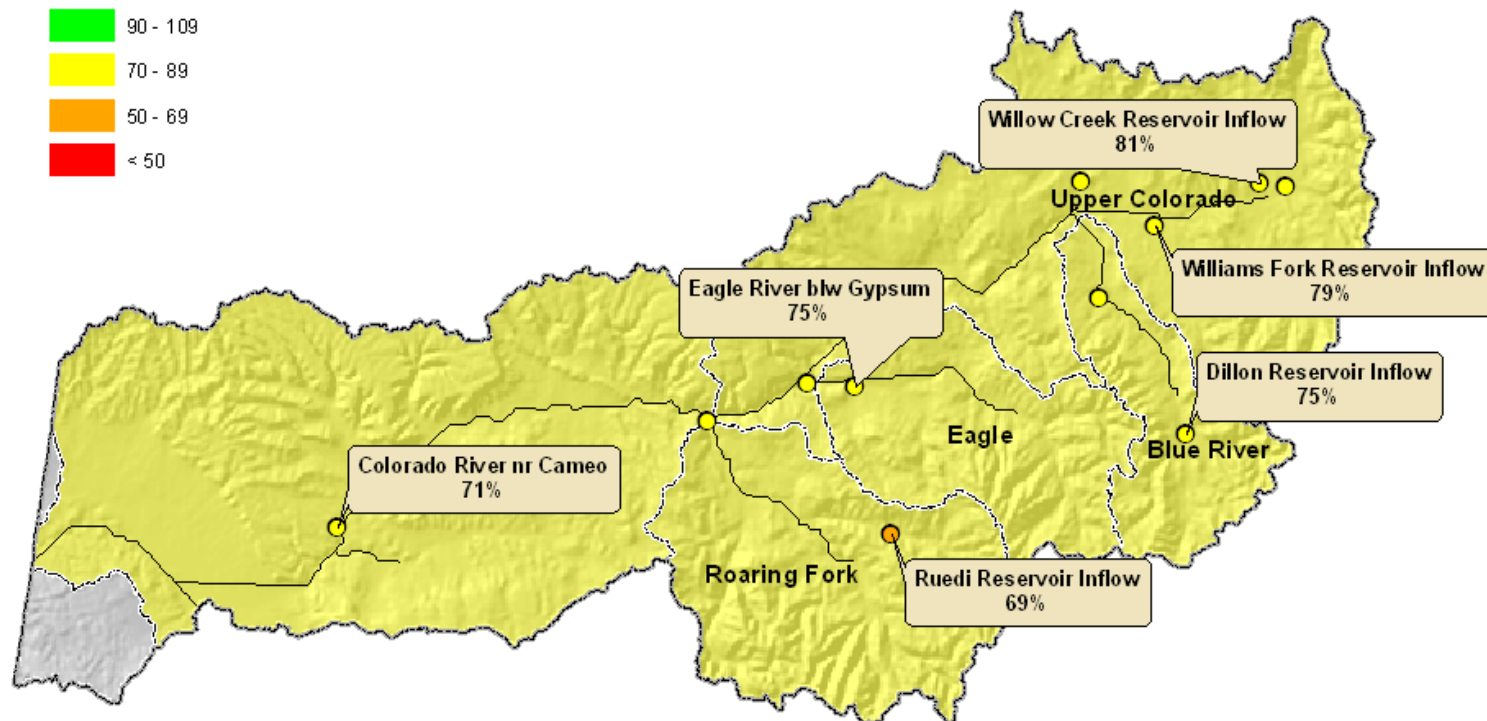 90 - 109
70 - 89
50 - 69
< 50
Willow Creek Reservoir Inflow
81%
Upper Colorado
Williams Fork Reservoir Inflow
79%
Eagle River blw Gypsum
75%
Dillon Reservoir Inflow
75%
Eagle
Blue River
Colorado River nr Cameo
71%
Roaring Fork
Ruedi Reservoir Inflow
69%